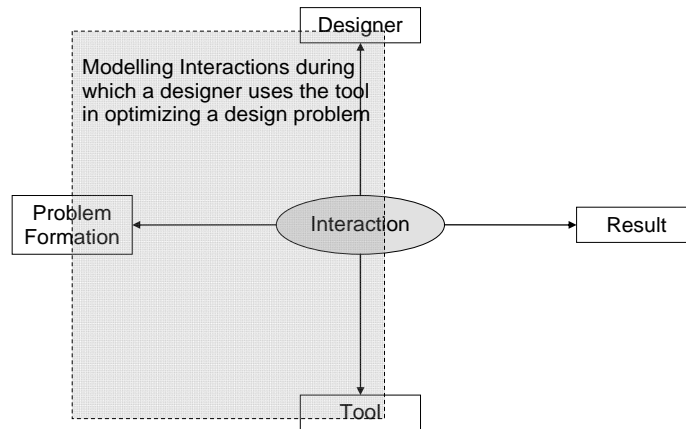 Designer
Modelling Interactions during
which a designer uses the tool
in optimizing a design problem
Problem
Formation
Interaction
Result
Tool